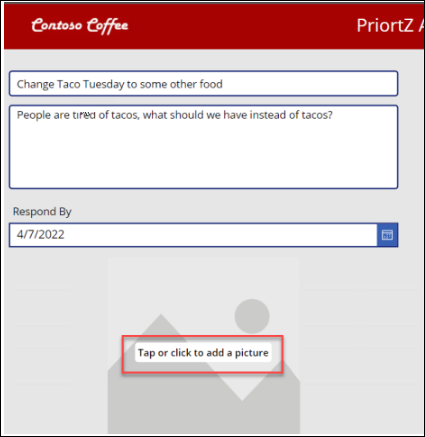 Contoso Coffee
PriortZ A
Change Taco Tuesday to some other food
People are tired of tacos, what should we have instead of tacos?
Respond By
4/7/2022
Tap or click to add a picture